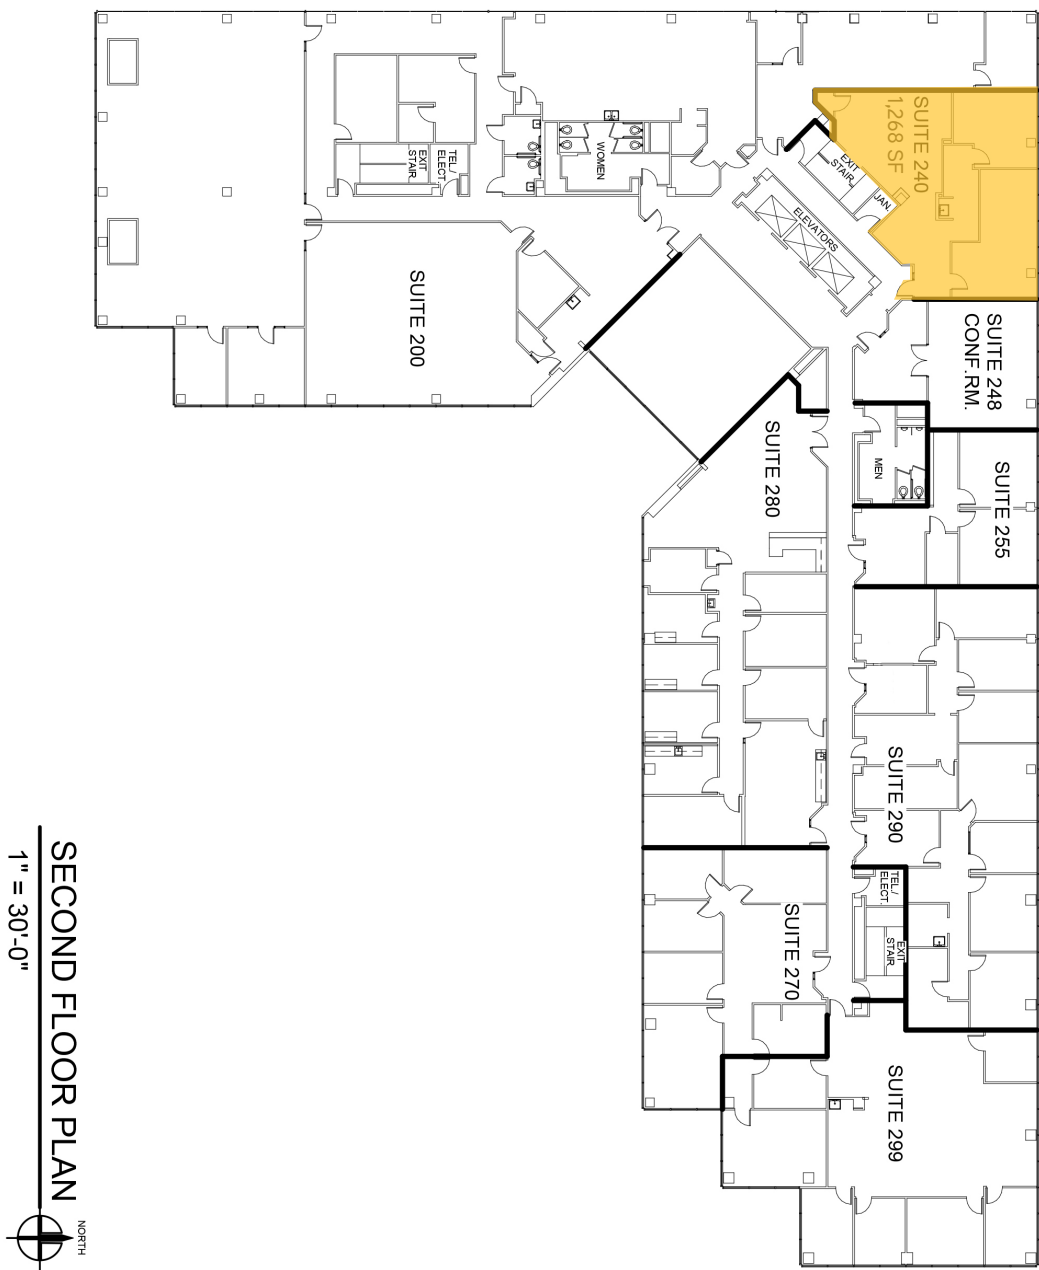 SUITE 240
1,268 SF
EXIT
STAIR
JAN.
ELEVATORS
WOMEN
TEL./
ELECT.
EXIT
STAIR
SUITE 200
SUITE 248
CONF.RM.
SUITE 280
MEN
SUITE 255
SUITE 290
TEL./
ELECT.
EXIT
STAIR
SUITE 270
SUITE 299
SECOND FLOOR PLAN
1" = 30'-0"
NORTH